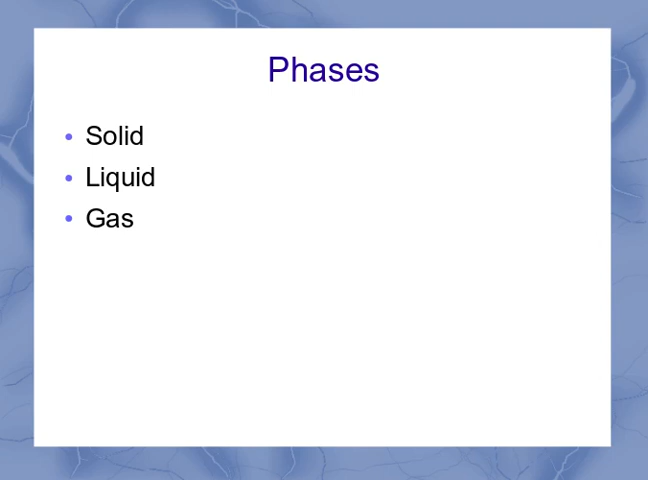 Phases
• Solid
• Liquid
• Gas